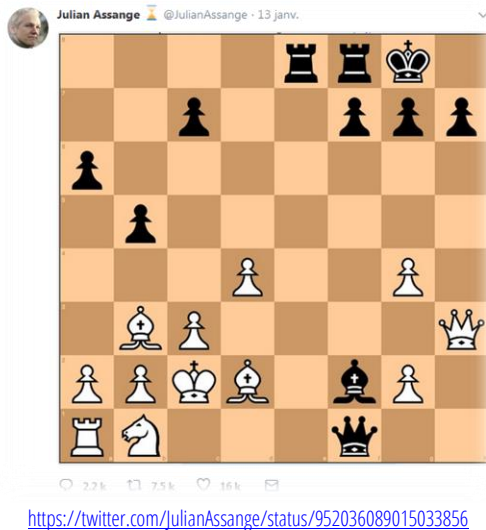 Julian Assange ⌛ @JulianAssange · 13 janv.
2,2 k 7,5 k 16 k
https://twitter.com/JulianAssange/status/952036089015033856